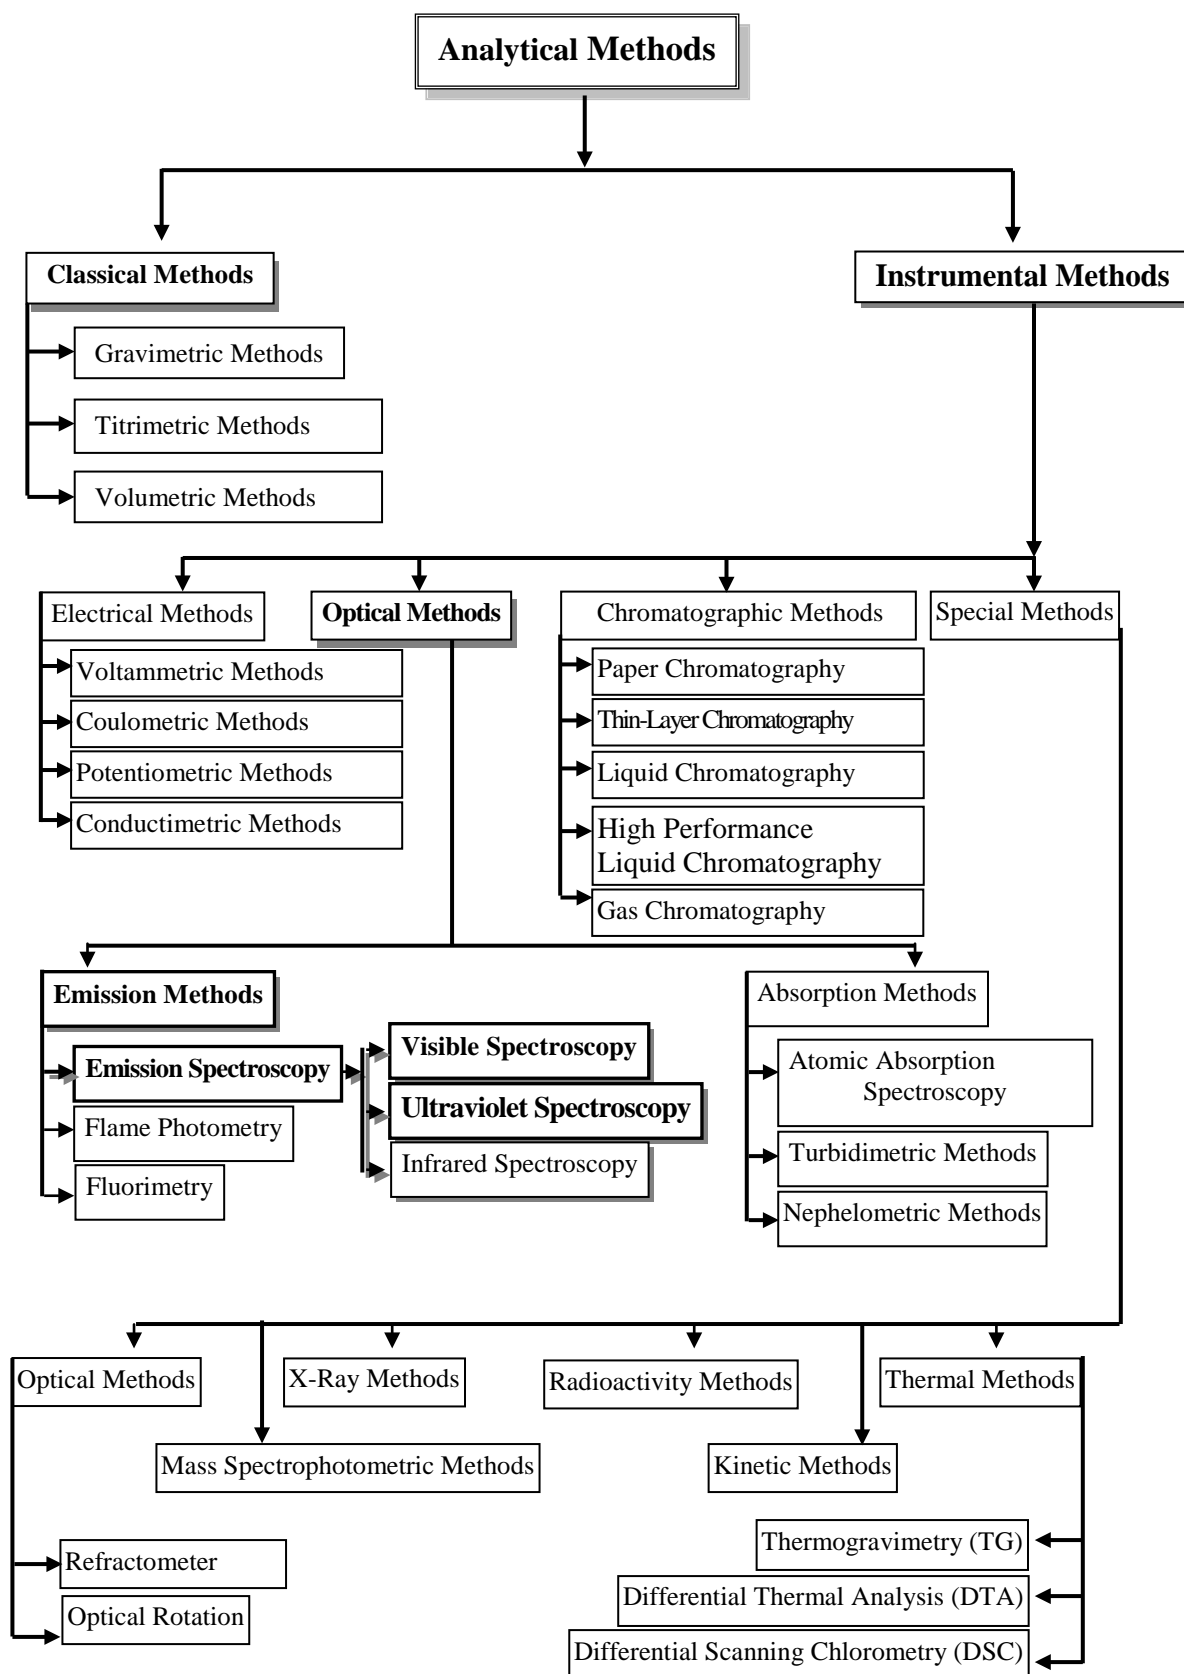 Analytical Methods
Classical Methods
Instrumental Methods
Gravimetric Methods
Titrimetric Methods
Volumetric Methods
Electrical Methods
Optical Methods
Chromatographic Methods
Special Methods
Voltammetric Methods
Coulometric Methods
Potentiometric Methods
Conductimetric Methods
Paper Chromatography
Thin-Layer Chromatography
Liquid Chromatography
High Performance
Liquid Chromatography
Gas Chromatography
Emission Methods
Absorption Methods
Emission Spectroscopy
Flame Photometry
Fluorimetry
Visible Spectroscopy
Ultraviolet Spectroscopy
Infrared Spectroscopy
Atomic Absorption
Spectroscopy
Turbidimetric Methods
Nephelometric Methods
Optical Methods
X-Ray Methods
Radioactivity Methods
Thermal Methods
Mass Spectrophotometric Methods
Kinetic Methods
Refractometer
Optical Rotation
Thermogravimetry (TG)
Differential Thermal Analysis (DTA)
Differential Scanning Chlorometry (DSC)